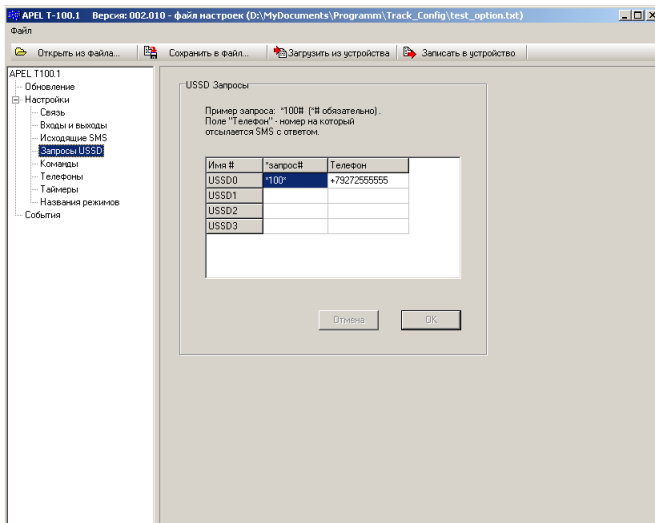 APEL T-100.1 Версия: 002.010 - файл настроек (D:\MyDocuments\Programm\Track_Config\test_option.txt)
Файл
Открыть из файла... Сохранить в файл... Загрузить из устройства Записать в устройство
APEL T100.1
Обновление
Настройки
Связь
Входы и выходы
Исходящие SMS
Запросы USSD
Команды
Телефоны
Таймеры
Названия режимов
События
USSD Запросы
Пример запроса: *100# (*# обязательно).
Поле "Телефон" - номер на который
отсылается SMS с ответом.
Имя # *запрос# Телефон
USSD0 *100* +79272555555
USSD1
USSD2
USSD3
Отмена OK